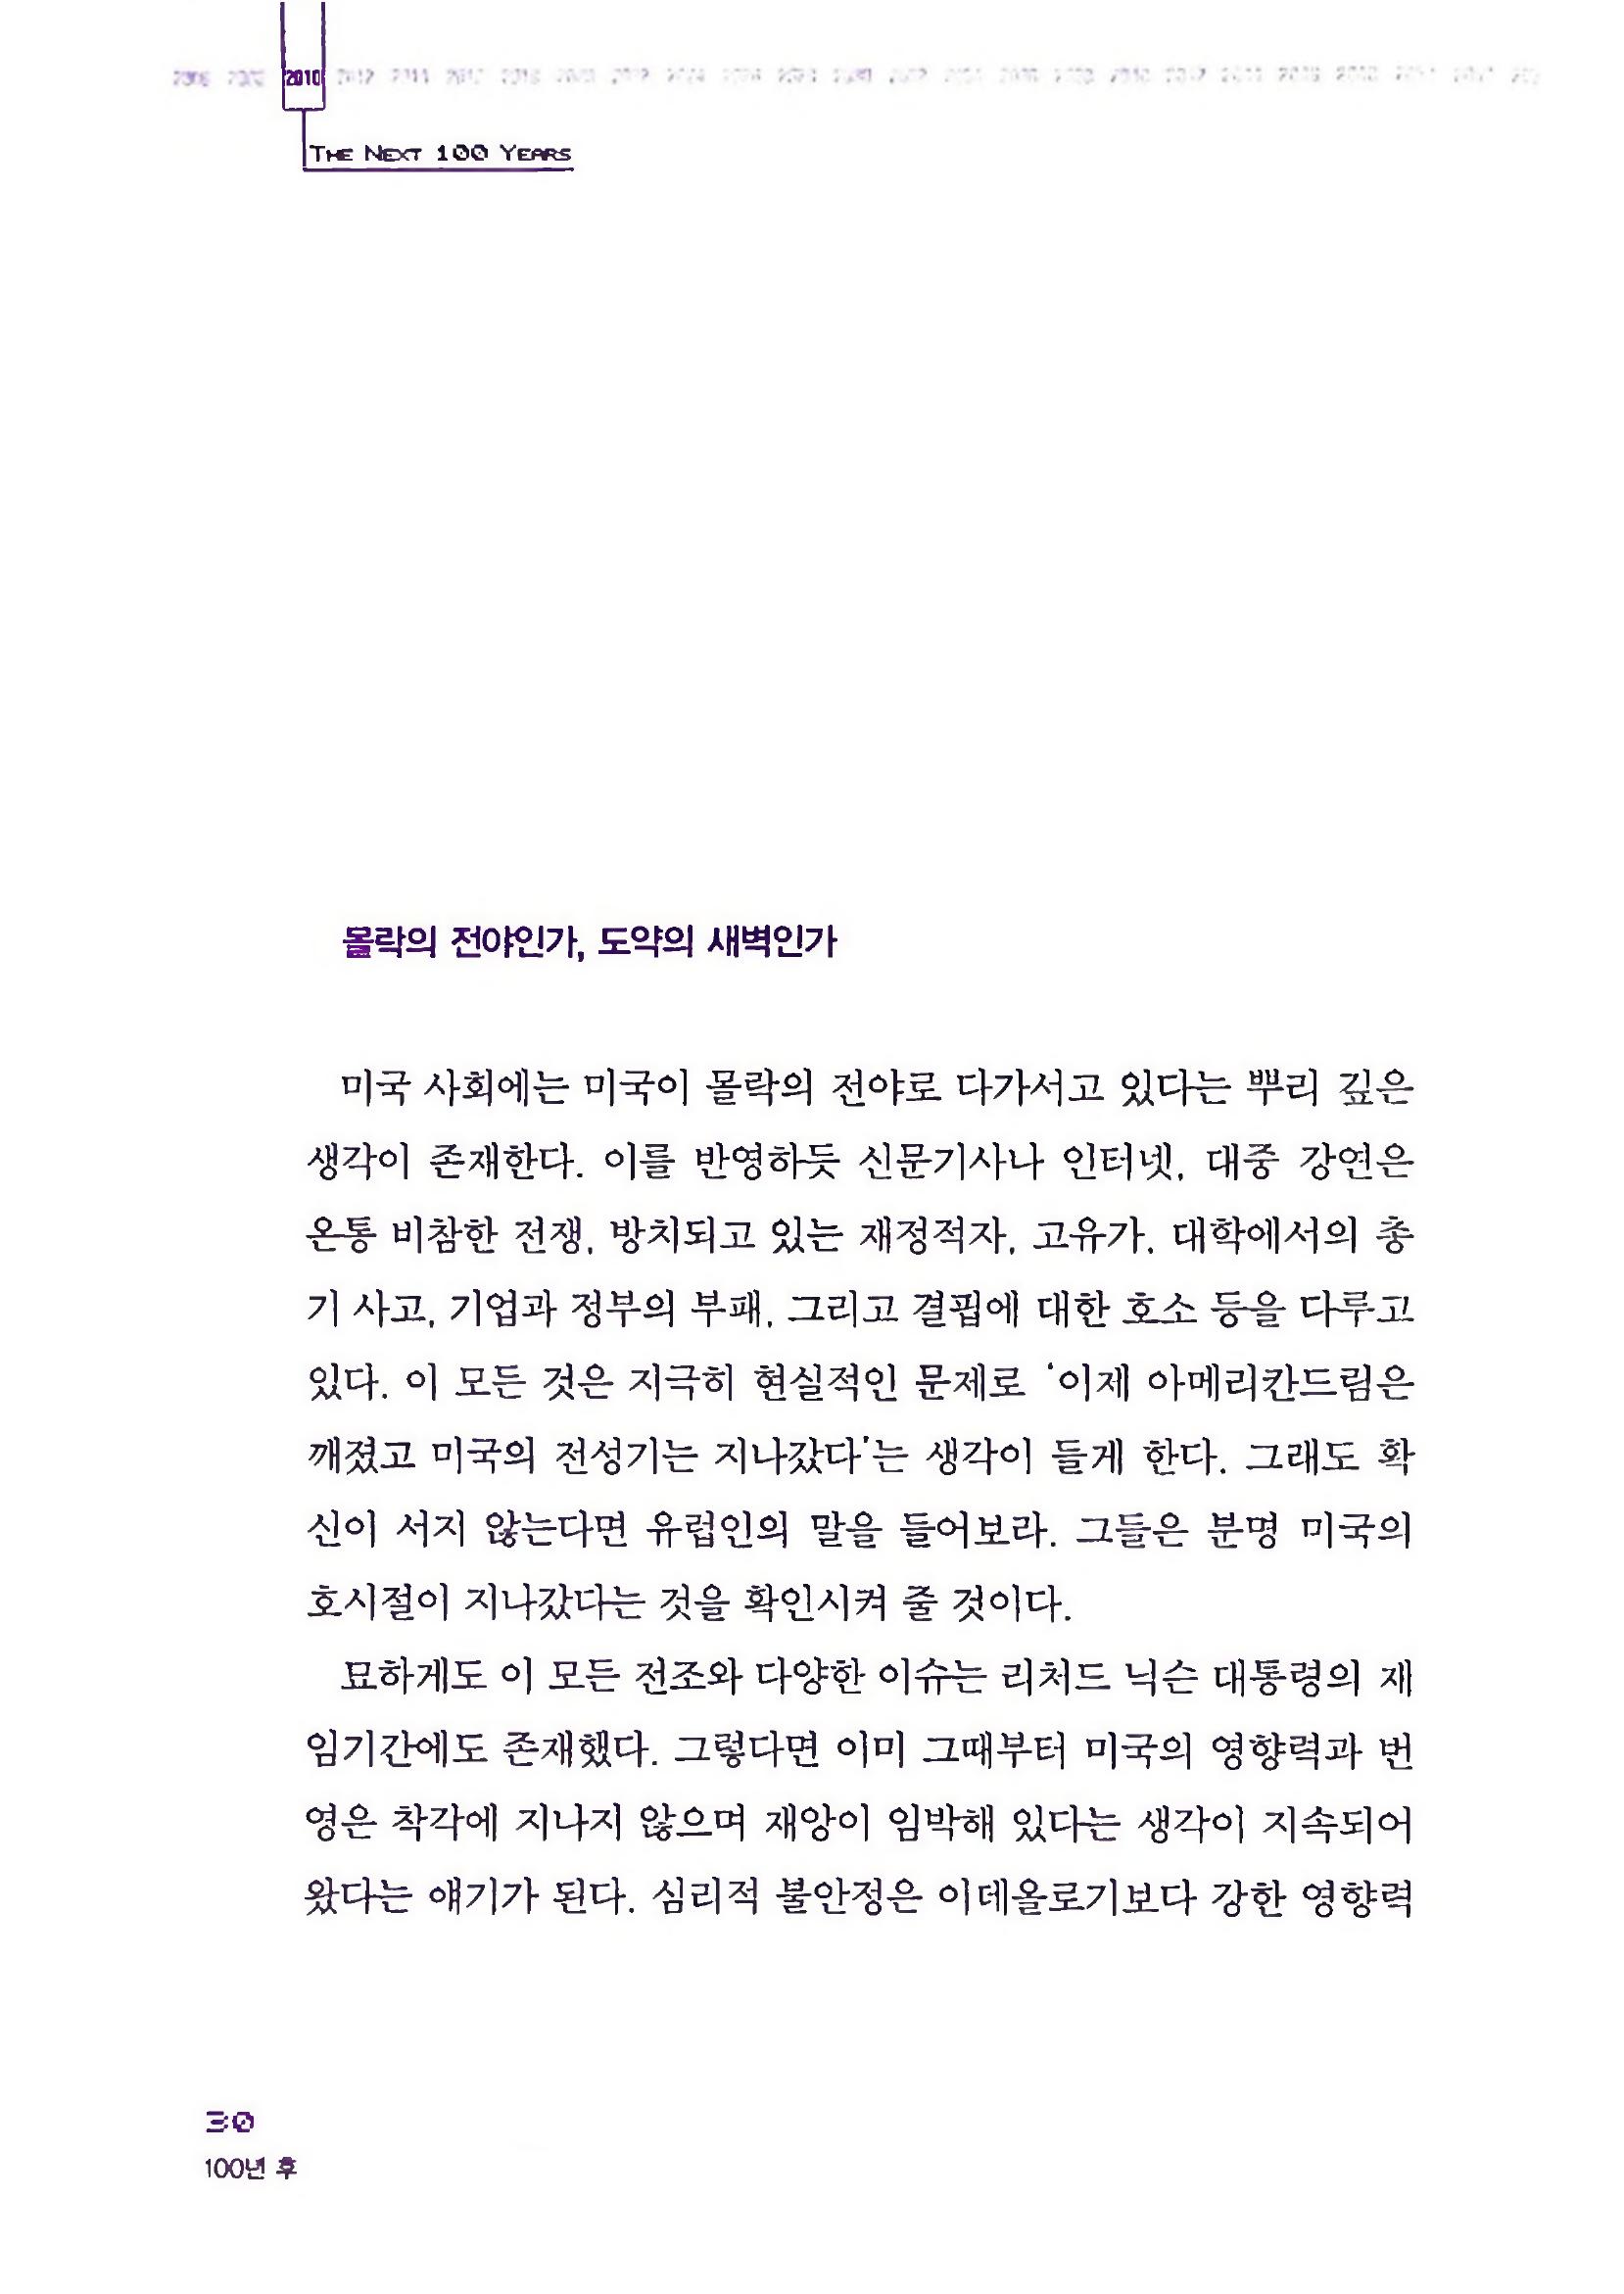 2010
THE NEXT 100 YEARS
몰락의 전야인가, 도약의 새벽인가
미국 사회에는 미국이 몰락의 전야로 다가서고 있다는 뿌리 깊은
생각이 존재한다. 이를 반영하듯 신문기사나 인터넷, 대중 강연은
온통 비참한 전쟁, 방치되고 있는 재정적자, 고유가, 대학에서의 총
기 사고, 기업과 정부의 부패, 그리고 결핍에 대한 호소 등을 다루고
있다. 이 모든 것은 지극히 현실적인 문제로 ‘이제 아메리칸드림은
깨졌고 미국의 전성기는 지나갔다’는 생각이 들게 한다. 그래도 확
신이 서지 않는다면 유럽인의 말을 들어보라. 그들은 분명 미국의
호시절이 지나갔다는 것을 확인시켜 줄 것이다.
묘하게도 이 모든 전조와 다양한 이슈는 리처드 닉슨 대통령의 재
임기간에도 존재했다. 그렇다면 이미 그때부터 미국의 영향력과 번
영은 착각에 지나지 않으며 재앙이 임박해 있다는 생각이 지속되어
왔다는 얘기가 된다. 심리적 불안정은 이데올로기보다 강한 영향력
30
100년 후